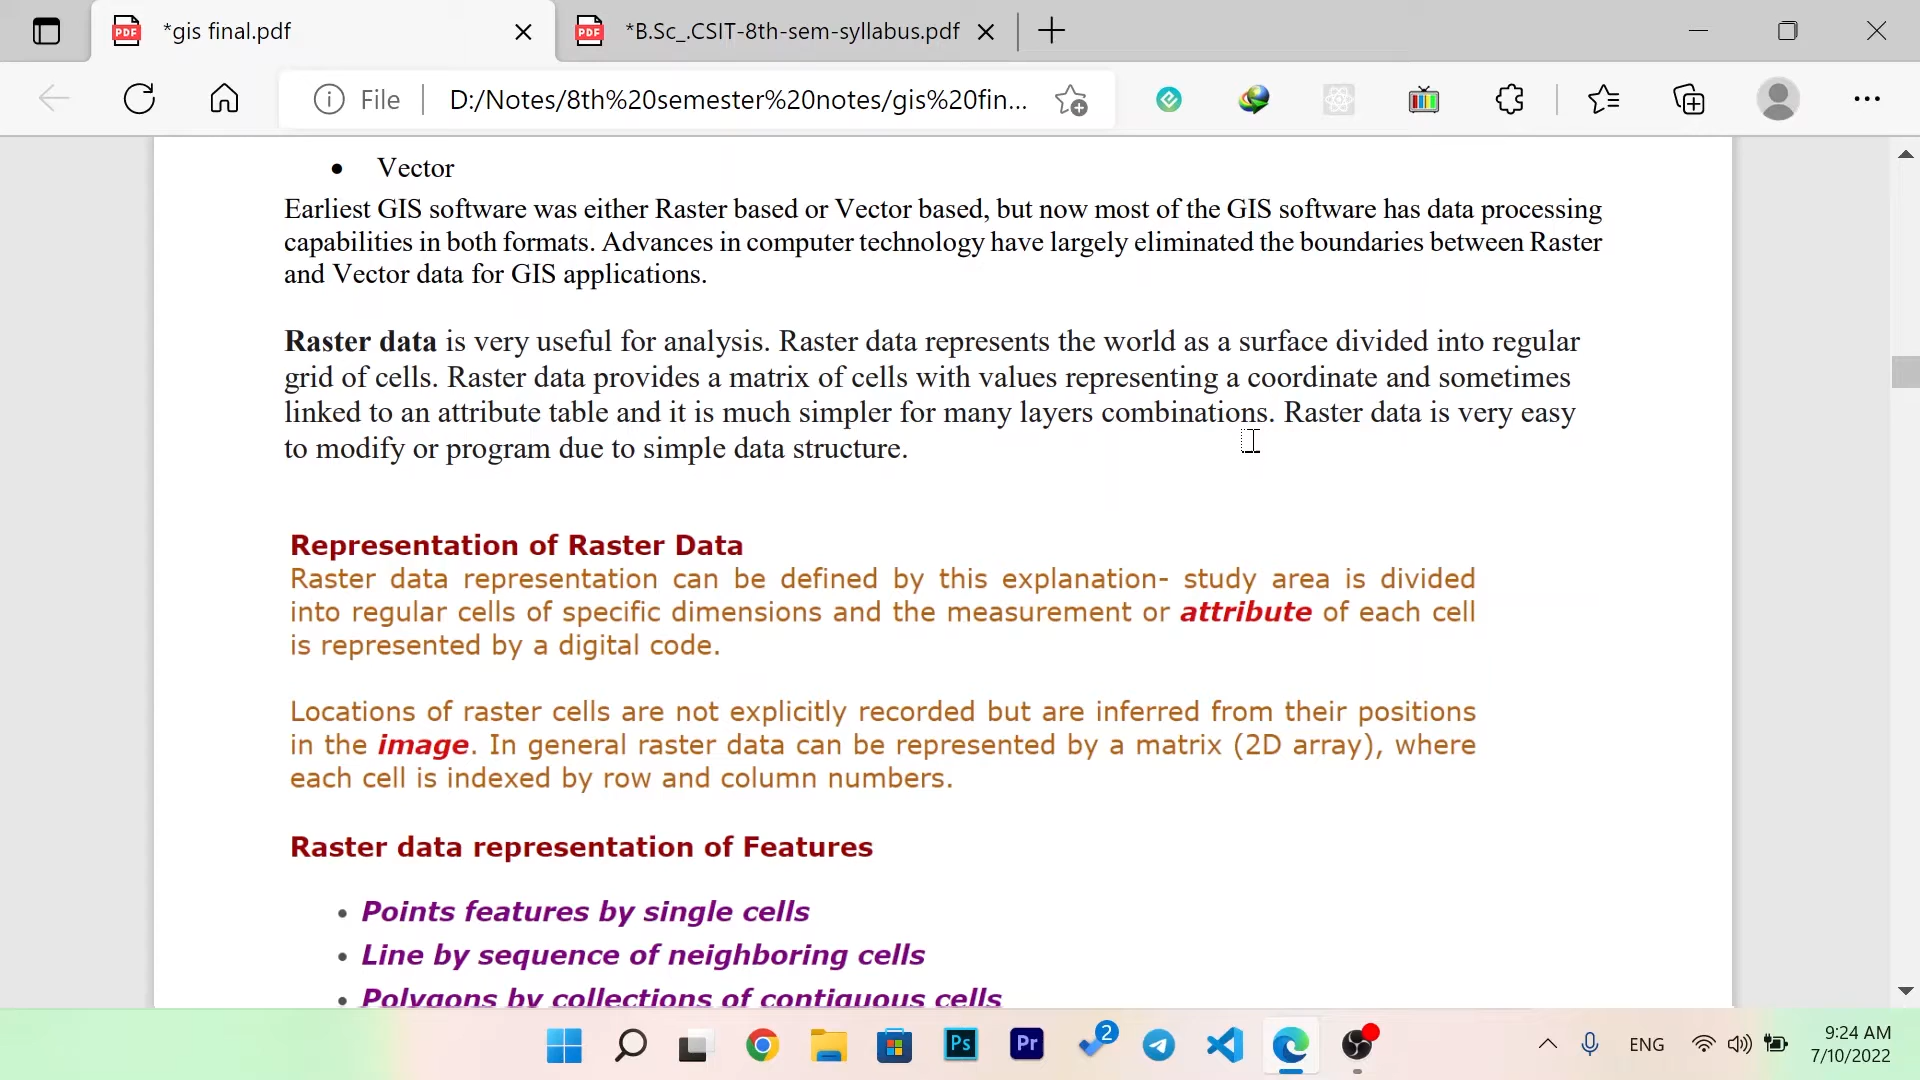 *gis final.pdf
*B.Sc_.CSIT-8th-sem-syllabus.pdf
File
D:/Notes/8th%20semester%20notes/gis%20fin...
• Vector
Earliest GIS software was either Raster based or Vector based, but now most of the GIS software has data processing
capabilities in both formats. Advances in computer technology have largely eliminated the boundaries between Raster
and Vector data for GIS applications.
Raster data is very useful for analysis. Raster data represents the world as a surface divided into regular
grid of cells. Raster data provides a matrix of cells with values representing a coordinate and sometimes
linked to an attribute table and it is much simpler for many layers combinations. Raster data is very easy
to modify or program due to simple data structure.
Representation of Raster Data
Raster data representation can be defined by this explanation- study area is divided
into regular cells of specific dimensions and the measurement or attribute of each cell
is represented by a digital code.
Locations of raster cells are not explicitly recorded but are inferred from their positions
in the image. In general raster data can be represented by a matrix (2D array), where
each cell is indexed by row and column numbers.
Raster data representation of Features
• Points features by single cells
• Line by sequence of neighboring cells
• Polygons by collections of contiguous cells
Ps
Pr
2
ENG
9:24 AM
7/10/2022